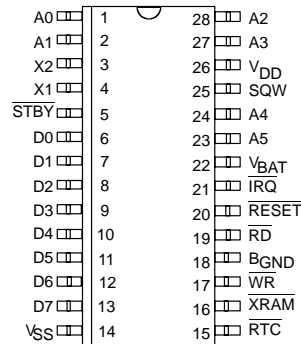 A0 1 28 A2
A1 2 27 A3
X2 3 26 VDD
X1 4 25 SQW
STBY 5 24 A4
D0 6 23 A5
D1 7 22 VBAT
D2 8 21 IRQ
D3 9 20 RESET
D4 10 19 RD
D5 11 18 BGND
D6 12 17 WR
D7 13 16 XRAM
VSS 14 15 RTC